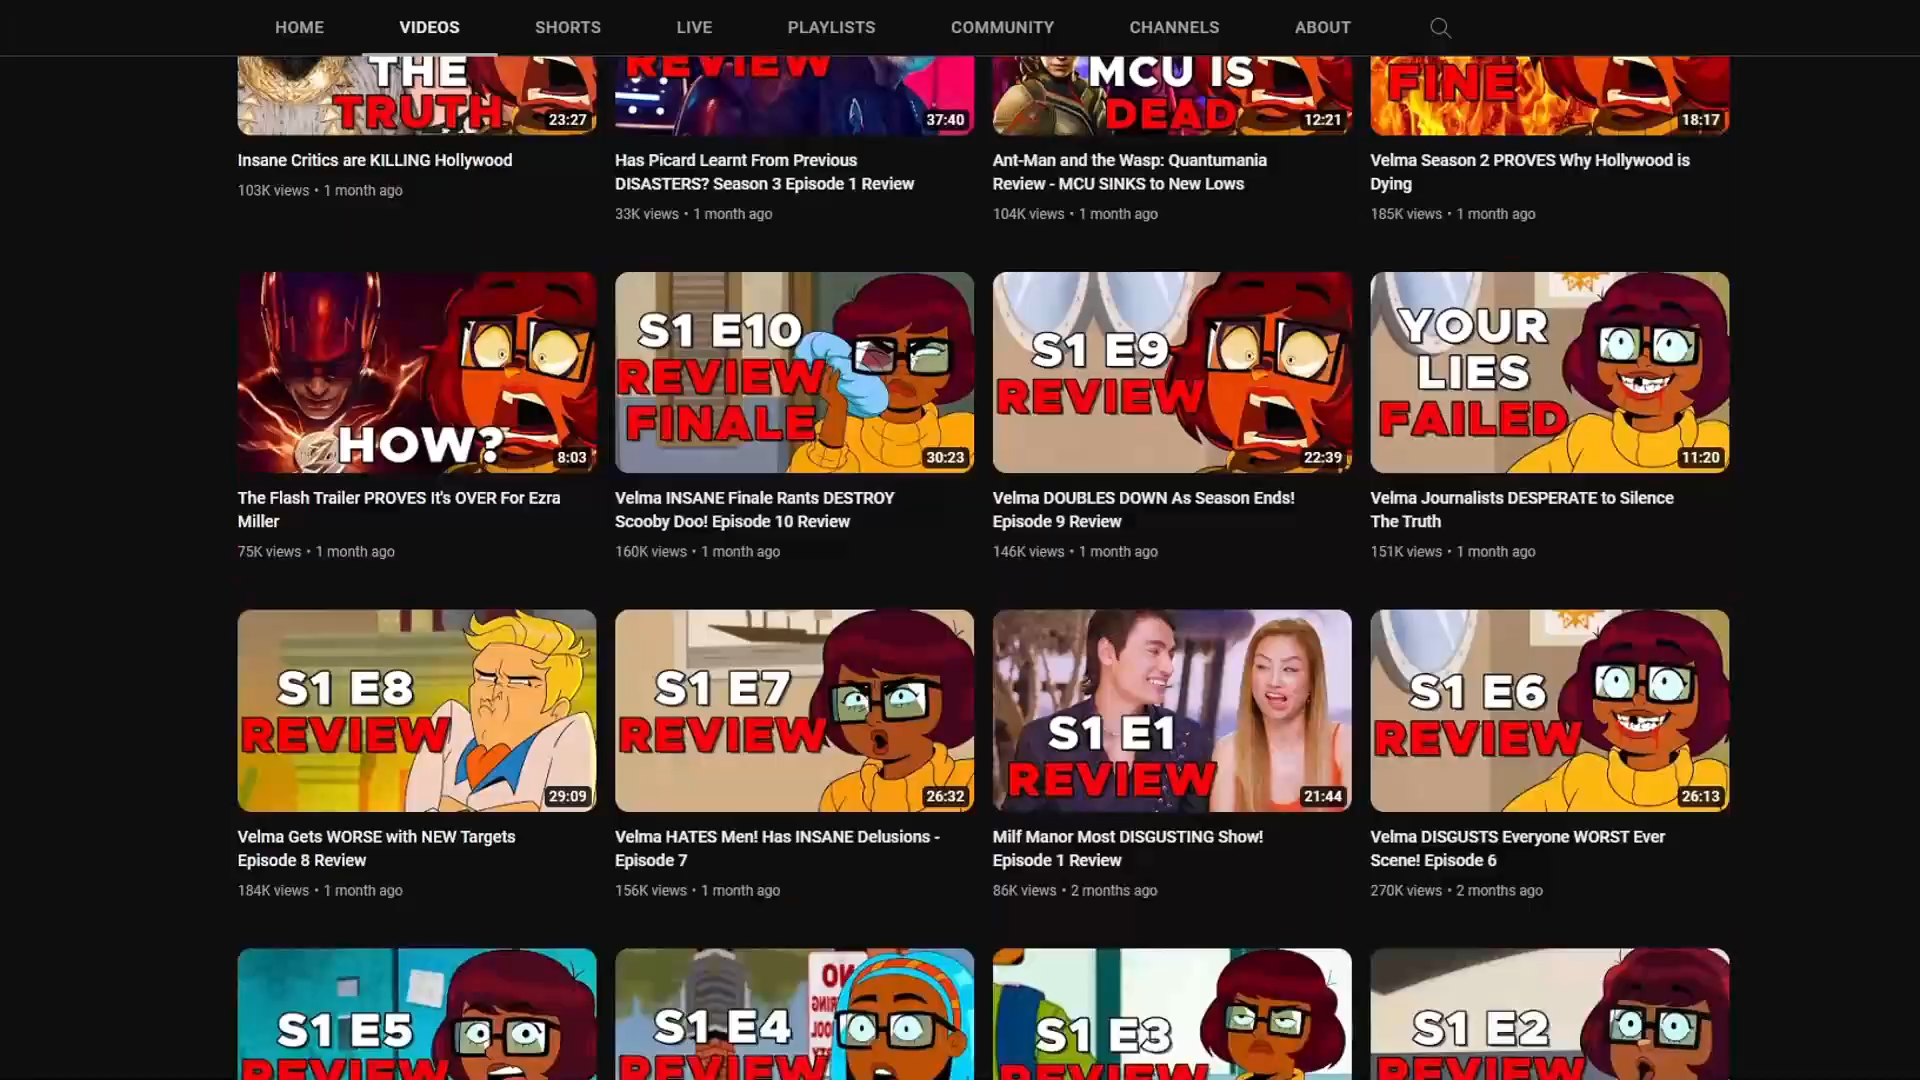 HOME VIDEOS SHORTS LIVE PLAYLISTS COMMUNITY CHANNELS ABOUT
THE
TRUTH
23:27
REVIEW
37:40
MCU IS
DEAD
12:21
FINE
18:17
Insane Critics are KILLING Hollywood
103K views • 1 month ago
Has Picard Learnt From Previous
DISASTERS? Season 3 Episode 1 Review
33K views • 1 month ago
Ant-Man and the Wasp: Quantumania
Review - MCU SINKS to New Lows
104K views • 1 month ago
Velma Season 2 PROVES Why Hollywood is
Dying
185K views • 1 month ago
HOW?
8:03
S1 E10
REVIEW
FINALE
30:23
S1 E9
REVIEW
22:39
YOUR
LIES
FAILED
11:20
The Flash Trailer PROVES It's OVER For Ezra
Miller
75K views • 1 month ago
Velma INSANE Finale Rants DESTROY
Scooby Doo! Episode 10 Review
160K views • 1 month ago
Velma DOUBLES DOWN As Season Ends!
Episode 9 Review
146K views • 1 month ago
Velma Journalists DESPERATE to Silence
The Truth
151K views • 1 month ago
S1 E8
REVIEW
29:09
S1 E7
REVIEW
26:32
S1 E1
REVIEW
21:44
S1 E6
REVIEW
26:13
Velma Gets WORSE with NEW Targets
Episode 8 Review
184K views • 1 month ago
Velma HATES Men! Has INSANE Delusions -
Episode 7
156K views • 1 month ago
Milf Manor Most DISGUSTING Show!
Episode 1 Review
86K views • 2 months ago
Velma DISGUSTS Everyone WORST Ever
Scene! Episode 6
270K views • 2 months ago
S1 E5
REVIEW
S1 E4
REVIEW
S1 E3
REVIEW
S1 E2
REVIEW